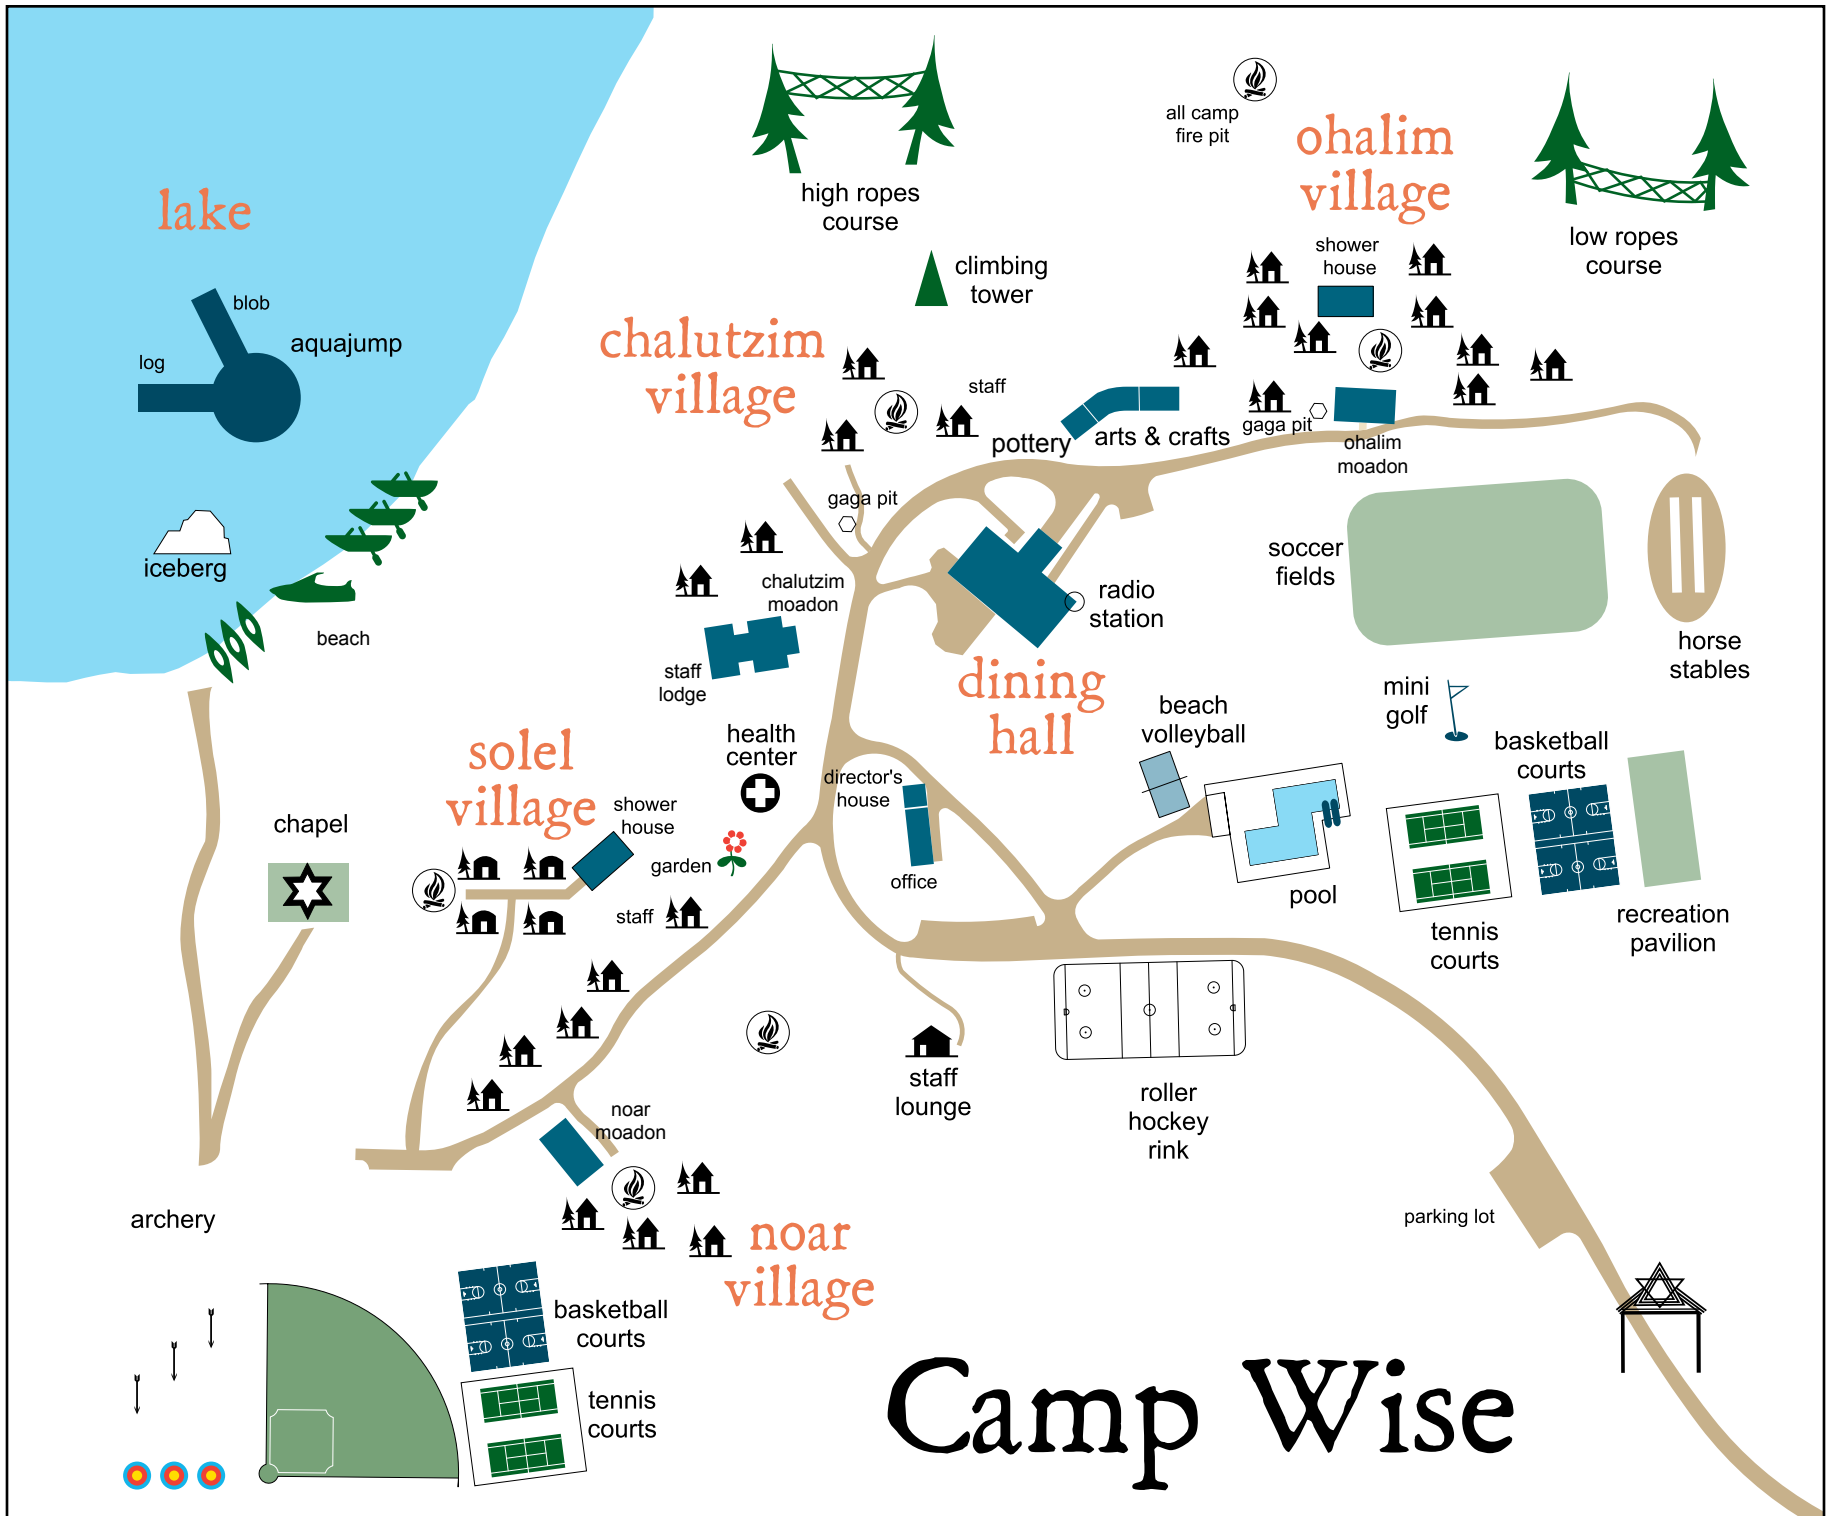 all camp
fire pit
ohalim
village
high ropes
course
lake
low ropes
course
shower
house
climbing
tower
blob
aquajump
log
chalutzim
village
staff
pottery
arts & crafts
gaga pit
ohalim
moadon
gaga pit
iceberg
beach
chalutzim
moadon
staff
lodge
radio
station
soccer
fields
horse
stables
dining
hall
mini
golf
beach
volleyball
basketball
courts
health
center
solel
village
shower
house
director's
house
chapel
garden
office
pool
staff
recreation
pavilion
tennis
courts
staff
lounge
roller
hockey
rink
noar
moadon
archery
parking lot
noar
village
basketball
courts
tennis
courts
Camp Wise